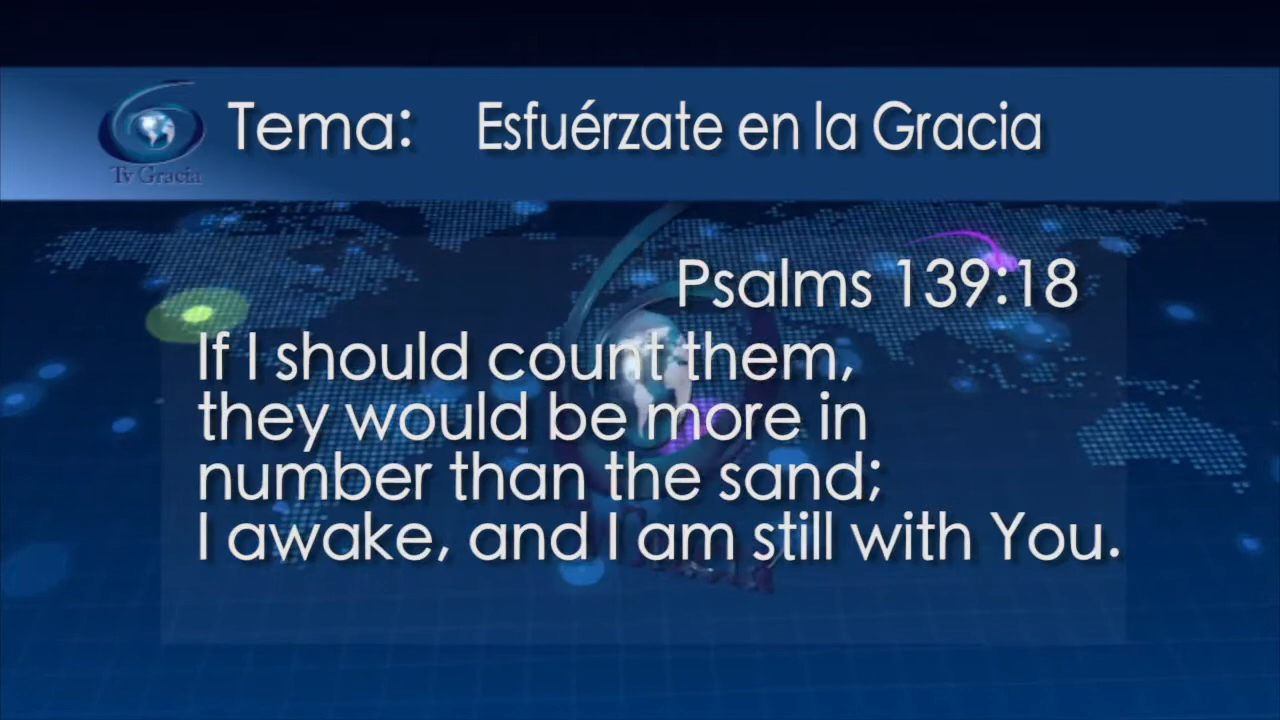 Tema: Esfuérzate en la Gracia
Tv Gracia
Psalms 139:18
If I should count them,
they would be more in
number than the sand;
I awake, and I am still with You.